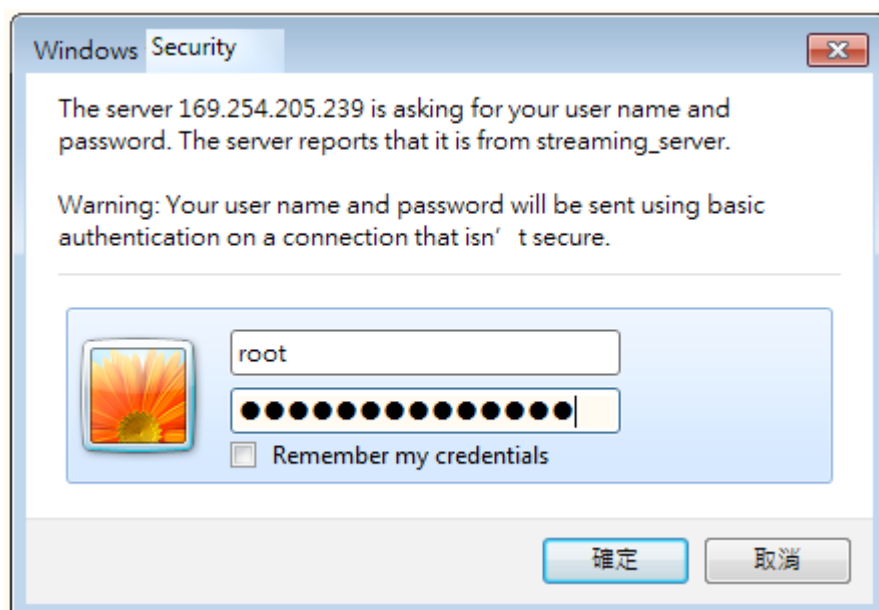 Windows Security
The server 169.254.205.239 is asking for your user name and
password. The server reports that it is from streaming_server.
Warning: Your user name and password will be sent using basic
authentication on a connection that isn’t secure.
root
●●●●●●●●●●●●●●
Remember my credentials
確定 取消